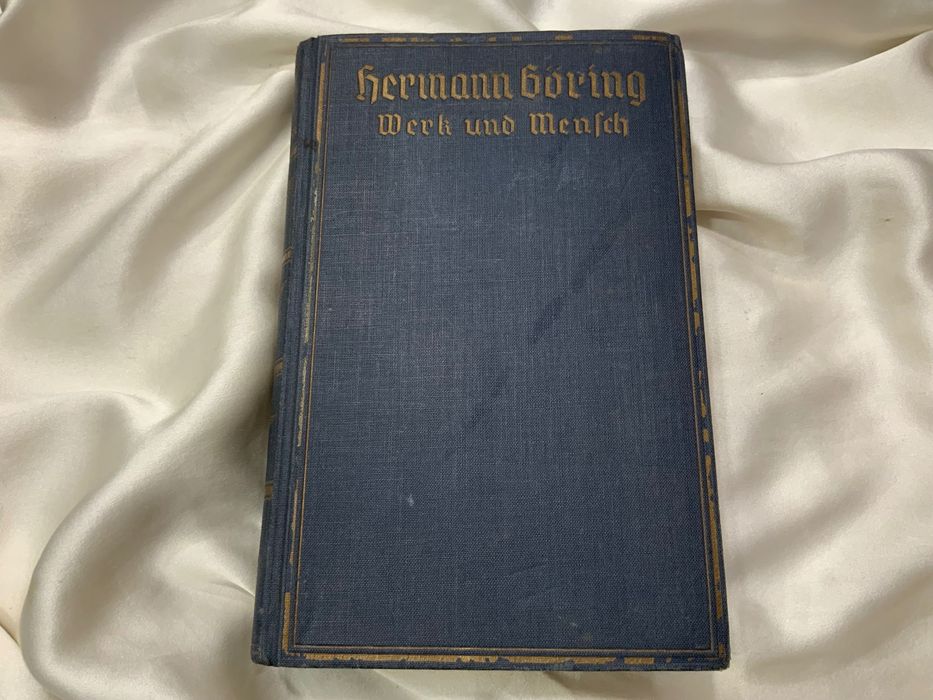 Hermann Göring
Werk und Menſch